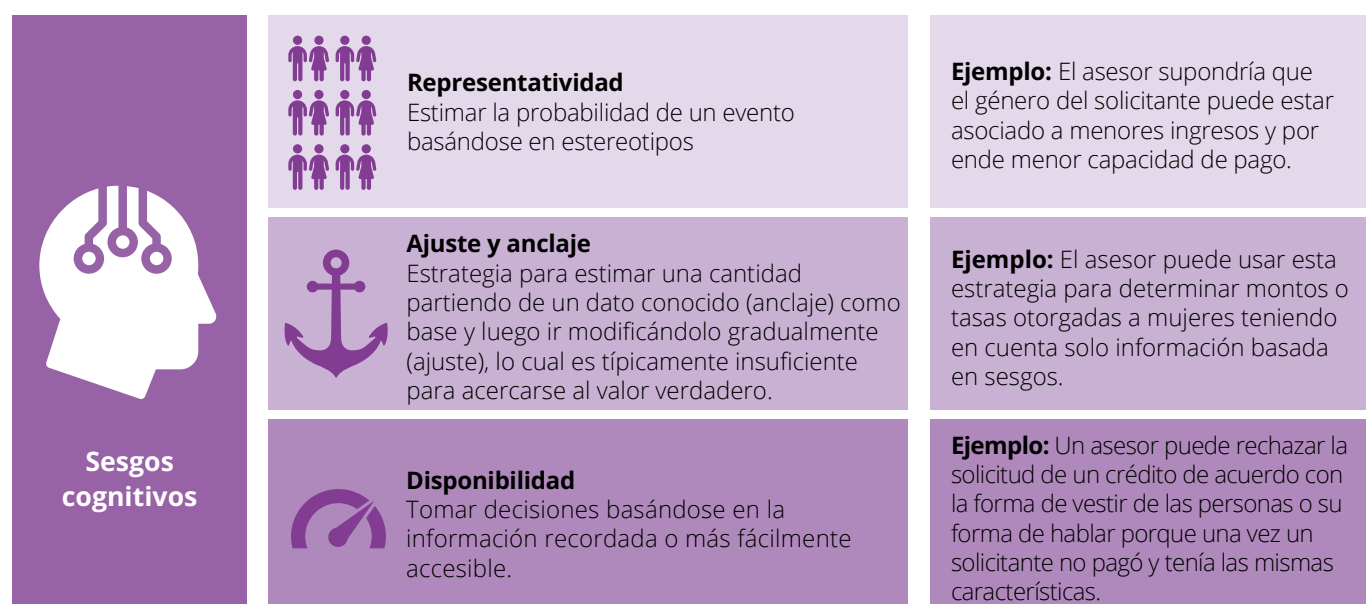 Sesgos
cognitivos
Representatividad
Estimar la probabilidad de un evento
basándose en estereotipos
Ejemplo: El asesor supondría que
el género del solicitante puede estar
asociado a menores ingresos y por
ende menor capacidad de pago.
Ajuste y anclaje
Estrategia para estimar una cantidad
partiendo de un dato conocido (anclaje) como
base y luego ir modificándolo gradualmente
(ajuste), lo cual es típicamente insuficiente
para acercarse al valor verdadero.
Ejemplo: El asesor puede usar esta
estrategia para determinar montos o
tasas otorgadas a mujeres teniendo
en cuenta solo información basada
en sesgos.
Disponibilidad
Tomar decisiones basándose en la
información recordada o más fácilmente
accesible.
Ejemplo: Un asesor puede rechazar la
solicitud de un crédito de acuerdo con
la forma de vestir de las personas o su
forma de hablar porque una vez un
solicitante no pagó y tenía las mismas
características.